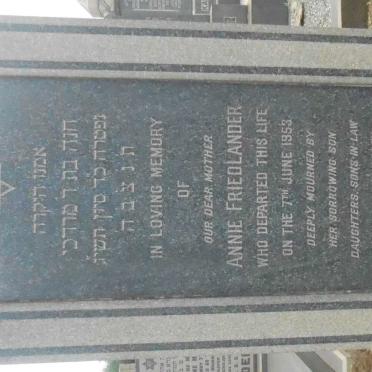 אמנו היקרה
חנה בת ר' מרדכי
נפטרה כד סיון תשי"ג
ת נ צ ב ה
IN LOVING MEMORY
OF
OUR DEAR MOTHER
ANNIE FRIEDLANDER
WHO DEPARTED THIS LIFE
ON THE 7TH JUNE 1953
DEEPLY MOURNED BY
HER SORROWING SON
DAUGHTERS, SONS-IN-LAW